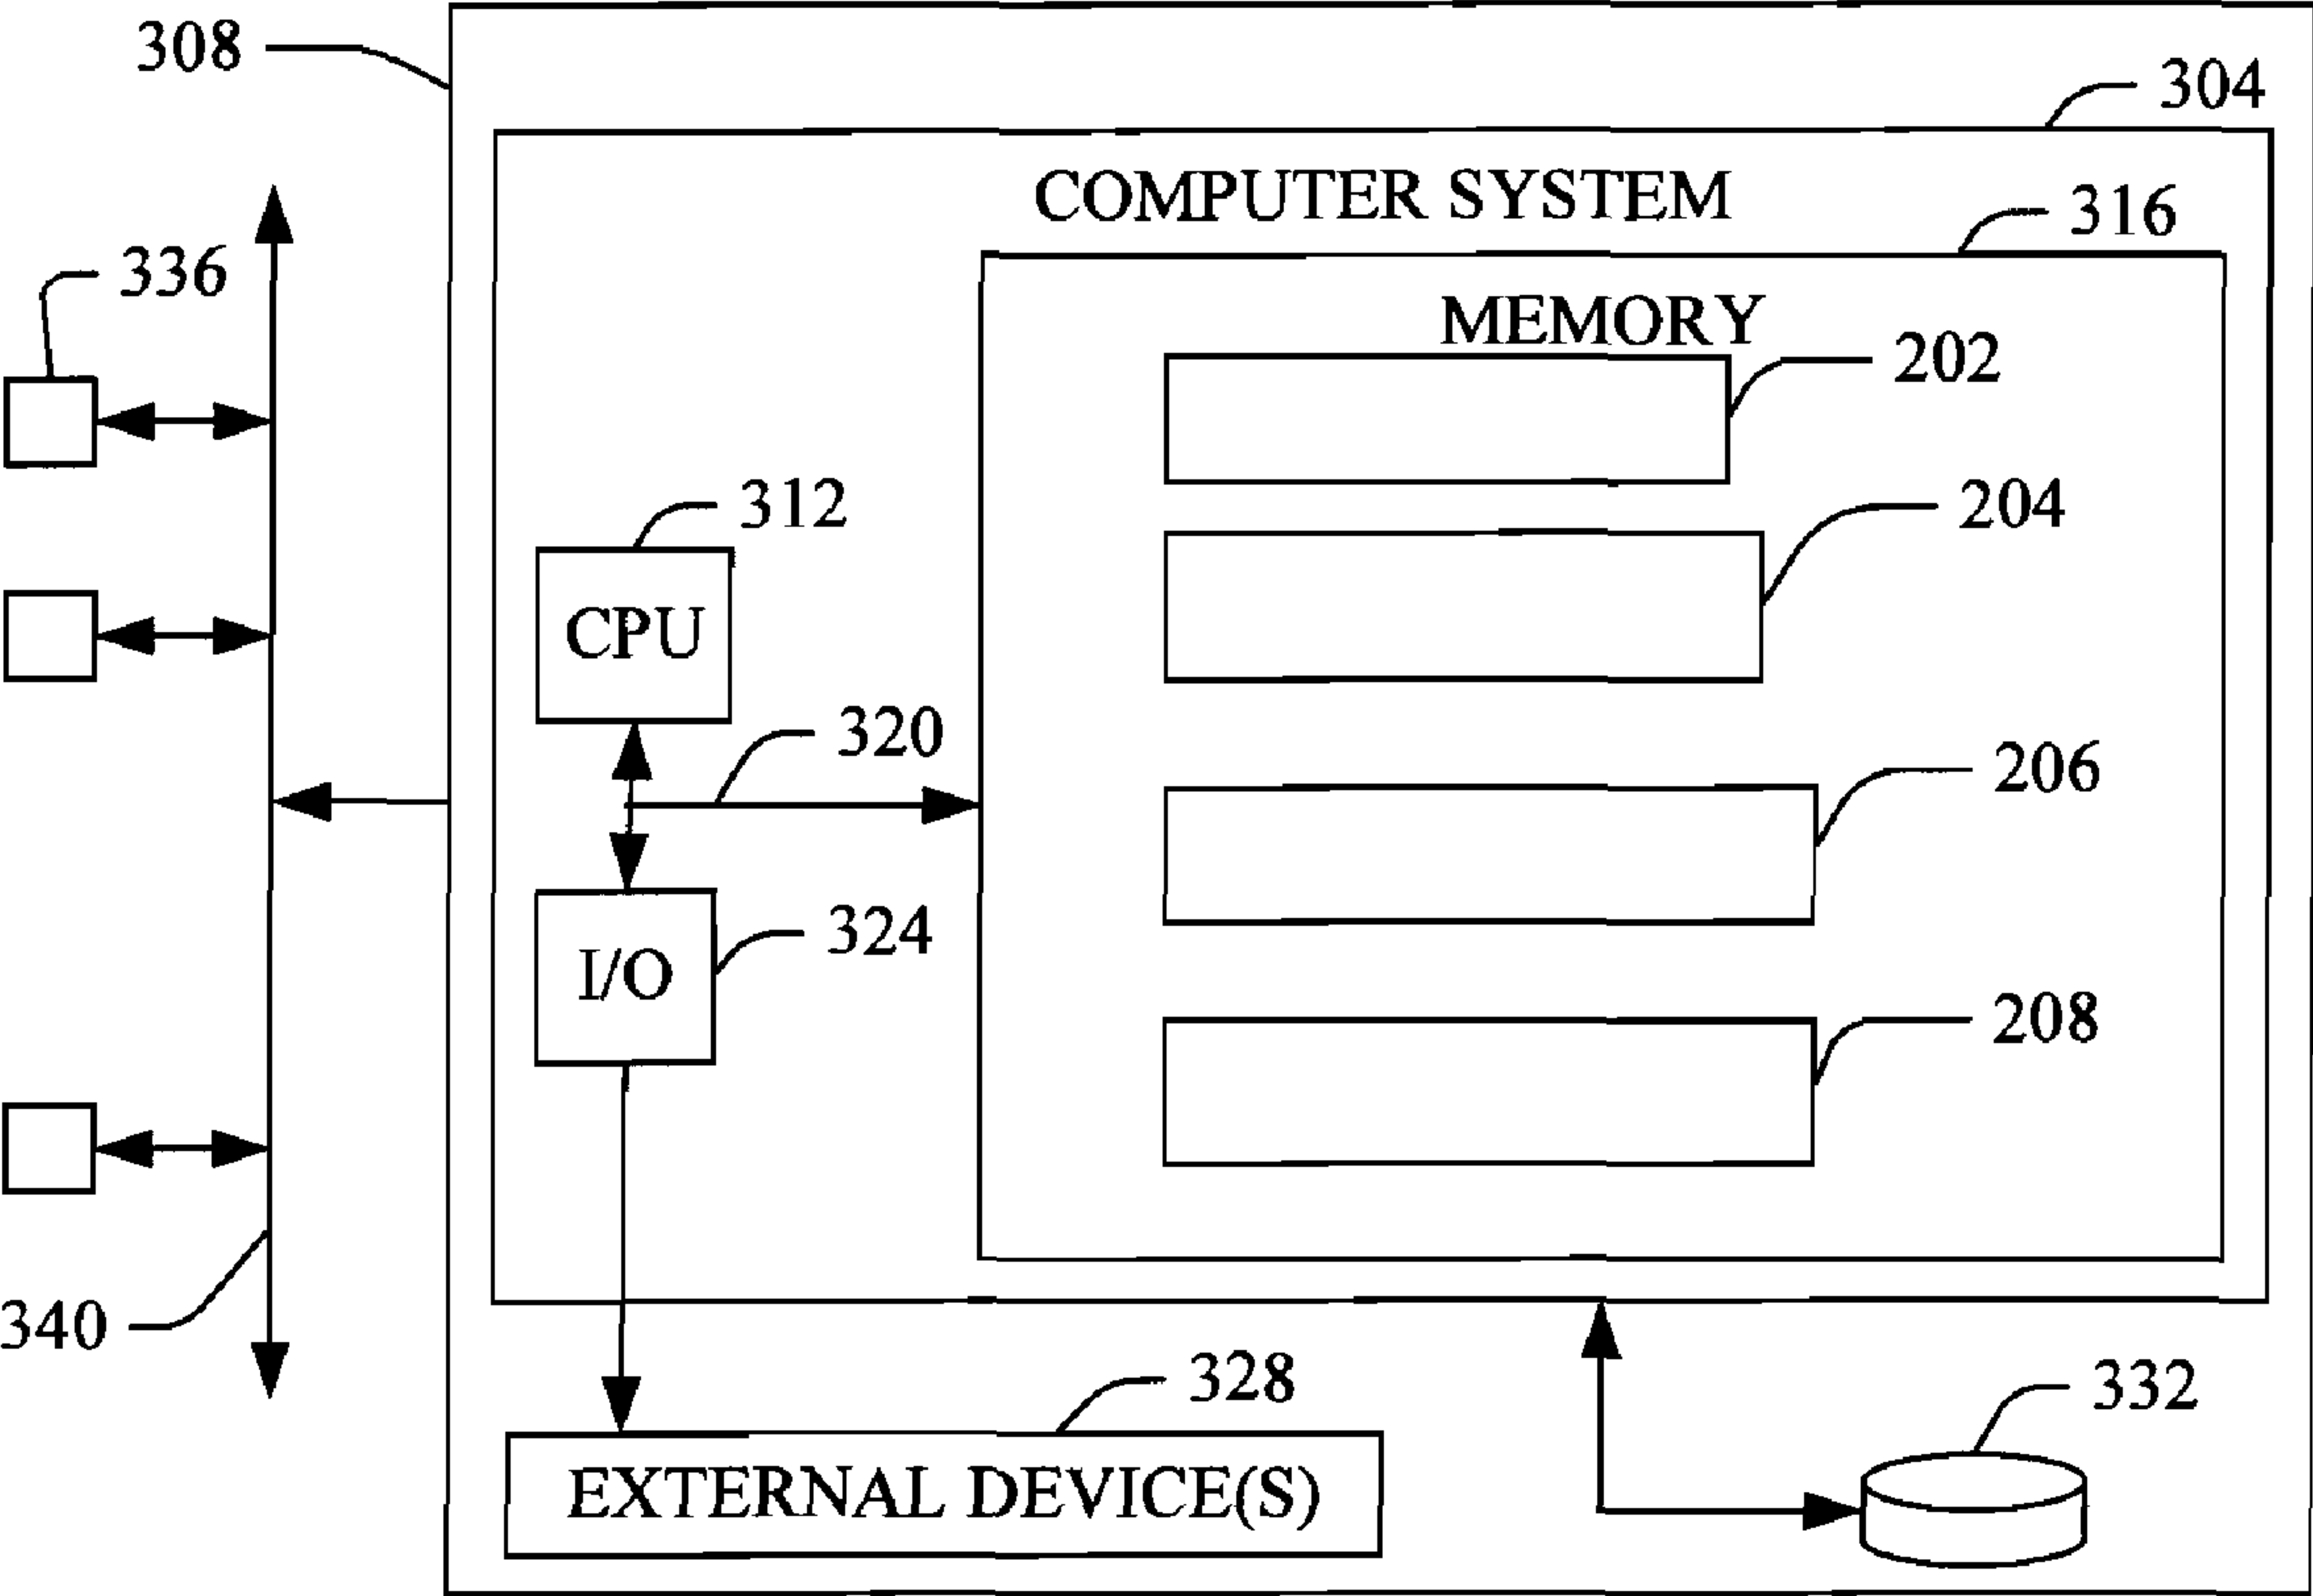 308
304
COMPUTER SYSTEM
316
336
MEMORY
202
312
204
CPU
320
206
324
I/O
208
340
328
332
EXTERNAL DEVICE(S)